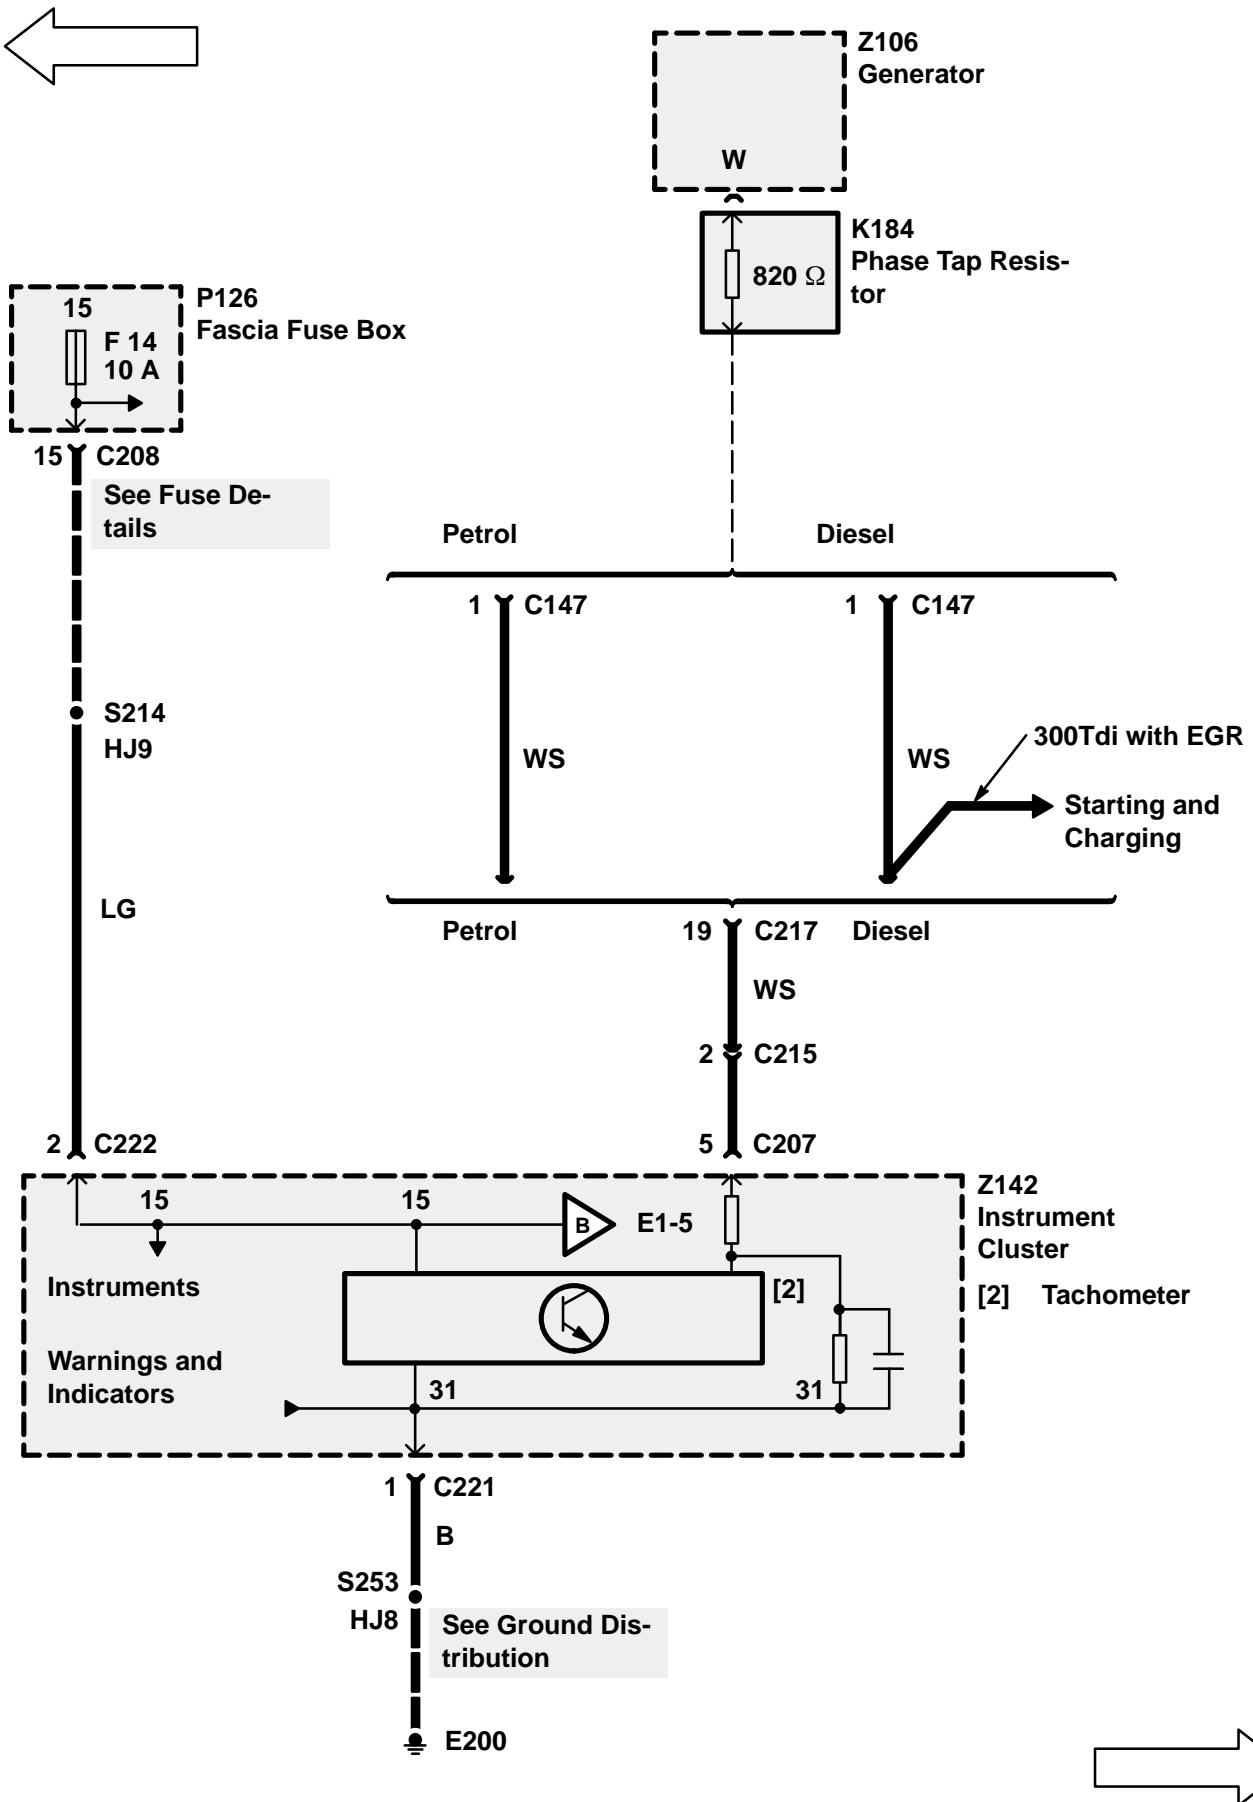 Z106
Generator
W
K184
Phase Tap Resis-
tor
820 Ω
P126
Fascia Fuse Box
15
F 14
10 A
15 C208
See Fuse De-
tails
Petrol Diesel
1 C147 1 C147
S214
HJ9
WS WS
300Tdi with EGR
Starting and
Charging
LG
Petrol 19 C217 Diesel
WS
2 C215
2 C222 5 C207
Z142
Instrument
Cluster
[2] Tachometer
15 15 B E1-5
Instruments
[2]
Warnings and
Indicators
31 31
1 C221
B
S253
HJ8
See Ground Dis-
tribution
E200